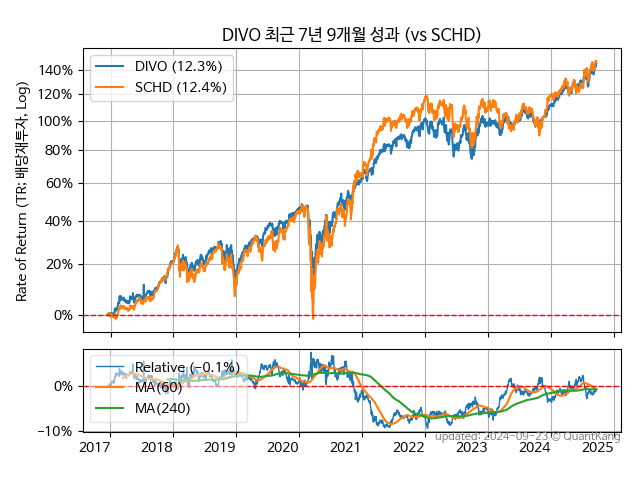 DIVO 최근 7년 9개월 성과 (vs SCHD)
Rate of Return (TR: 배당재투자, Log)
DIVO (12.3%)
SCHD (12.4%)
140%
120%
100%
80%
60%
40%
20%
0%
Relative (−0.1%)
MA(60)
MA(240)
0%
−10%
updated: 2024-09-23 © QuantKang
2017 2018 2019 2020 2021 2022 2023 2024 2025